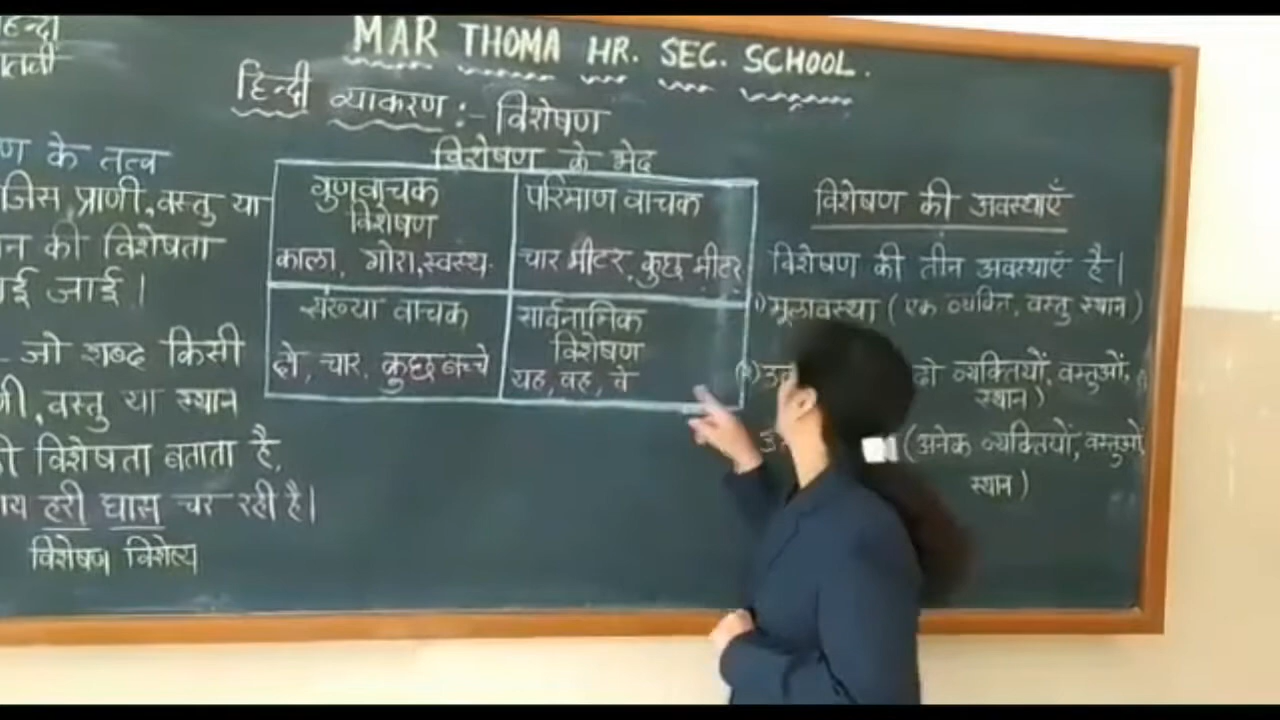 MAR THOMA HR. SEC. SCHOOL.
हिन्दी व्याकरण :- विशेषण
विशेषण के भेद
हिन्दी
के तत्व
जिस प्राणी, वस्तु या
की विशेषता
जाई।
जो शब्द किसी
वस्तु या स्थान
विशेषता बताता है,
हरी घास चर रही है।
विशेषण विशेष्य
गुणवाचक
विशेषण
काला, गोरा, स्वस्थ
परिमाण वाचक
चार मीटर, कुछ मीटर
संख्या वाचक
दो, चार, कुछ बच्चे
सार्वनामिक
विशेषण
यह, वह, वे
विशेषण की अवस्थाएँ
विशेषण की तीन अवस्थाएँ है।
1) मूलावस्था ( एक व्यक्ति, वस्तु स्थान )
दो व्यक्तियों, वस्तुओं,
स्थान )
(अनेक व्यक्तियों, वस्तुओं,
स्थान )